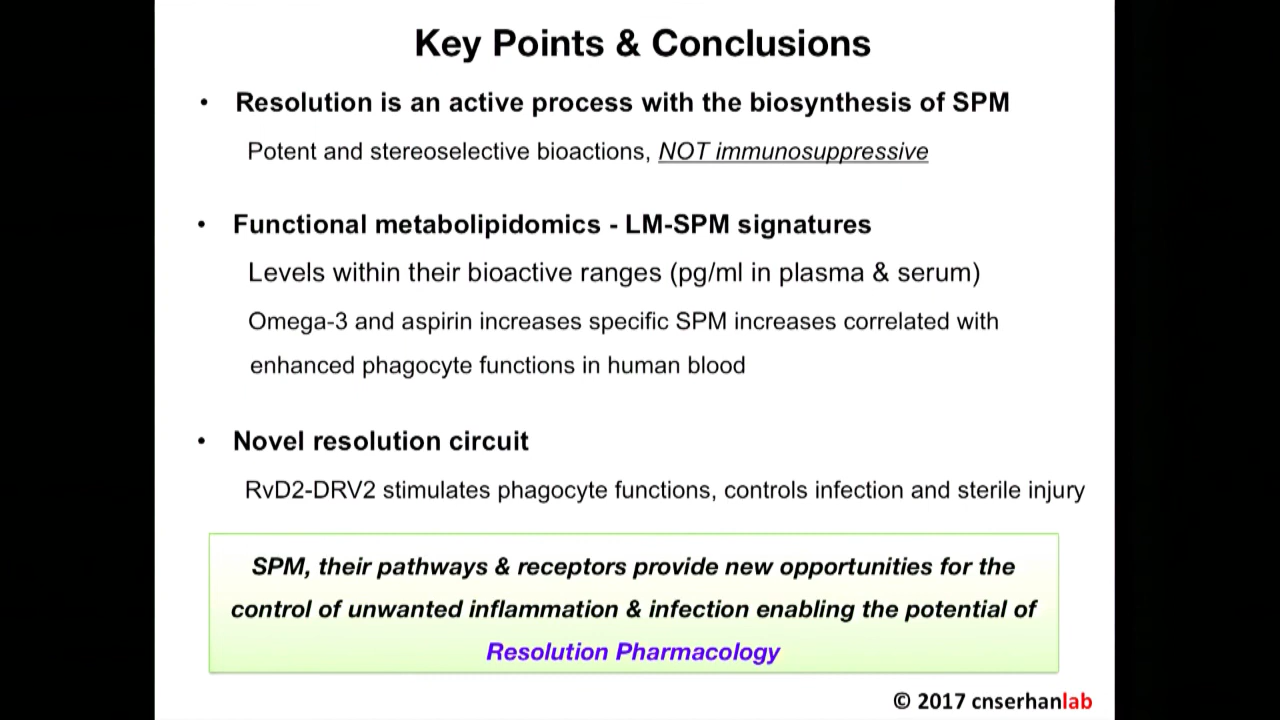 Key Points & Conclusions
• Resolution is an active process with the biosynthesis of SPM
Potent and stereoselective bioactions, NOT immunosuppressive
• Functional metabolipidomics - LM-SPM signatures
Levels within their bioactive ranges (pg/ml in plasma & serum)
Omega-3 and aspirin increases specific SPM increases correlated with
enhanced phagocyte functions in human blood
• Novel resolution circuit
RvD2-DRV2 stimulates phagocyte functions, controls infection and sterile injury
SPM, their pathways & receptors provide new opportunities for the
control of unwanted inflammation & infection enabling the potential of
Resolution Pharmacology
© 2017 cnserhanlab